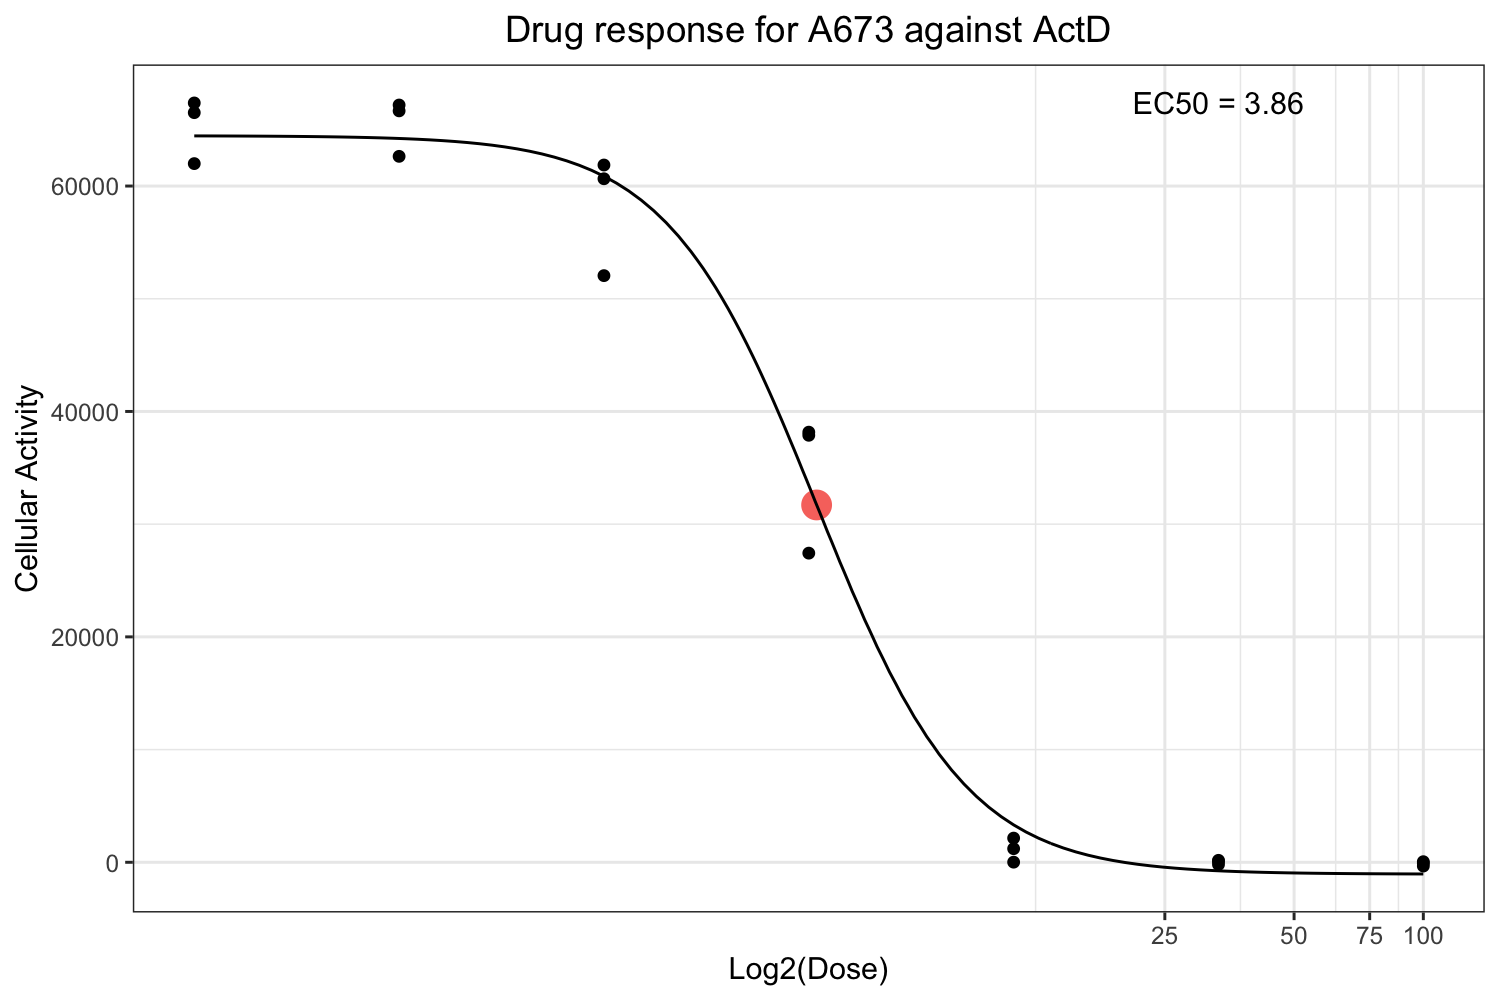 Drug response for A673 against ActD
EC50 = 3.86
Cellular Activity
60000
40000
20000
0
25 50 75 100
Log2(Dose)